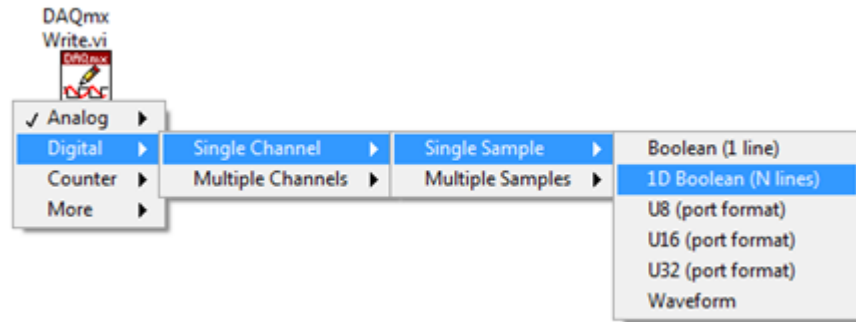 DAQmx
Write.vi
DAQmx
✓ Analog
Digital
Counter
More
Single Channel
Multiple Channels
Single Sample
Multiple Samples
Boolean (1 line)
1D Boolean (N lines)
U8 (port format)
U16 (port format)
U32 (port format)
Waveform